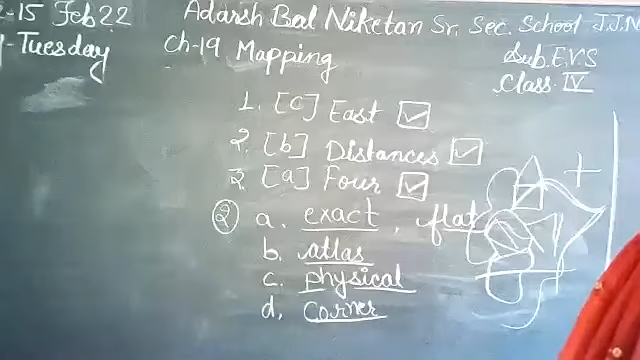 -15 Feb 22 Adarsh Bal Niketan Sr. Sec. School J.J.N
Tuesday Ch-19 Mapping Sub. E.V.S
Class. IV
1. [C] East
2. [b] Distances
3. [a] Four
② a. exact, flat
b. atlas
c. physical
d. Corner